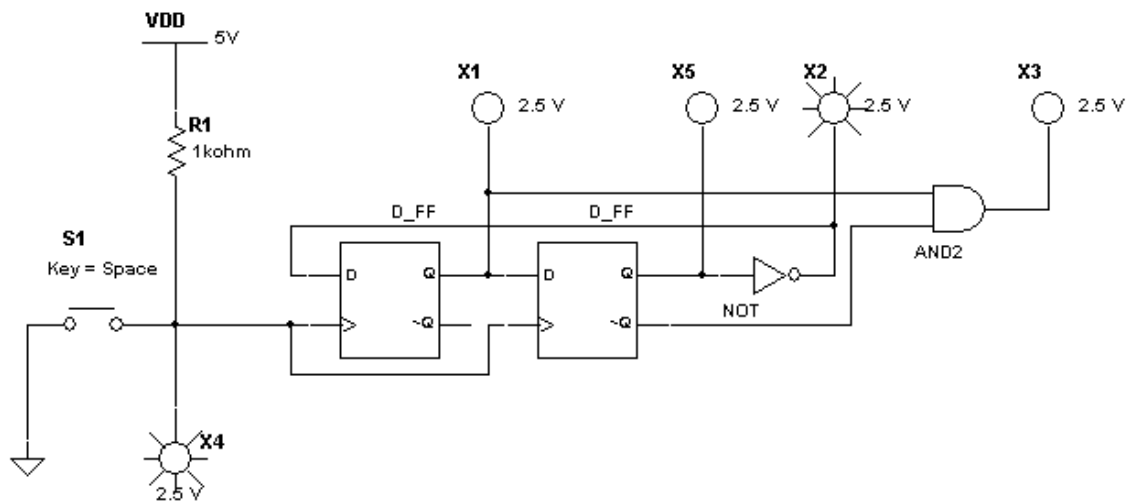 VDD
5V
X1
X5
X2
X3
2.5 V
2.5 V
2.5 V
2.5 V
R1
1kohm
D_FF
D_FF
S1
Key = Space
AND2
D
Q
D
Q
NOT
~Q
~Q
X4
2.5 V